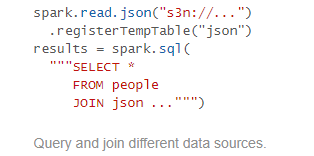 spark.read.json("s3n://...")
  .registerTempTable("json")
results = spark.sql(
  """SELECT *
     FROM people
     JOIN json ...""")
Query and join different data sources.